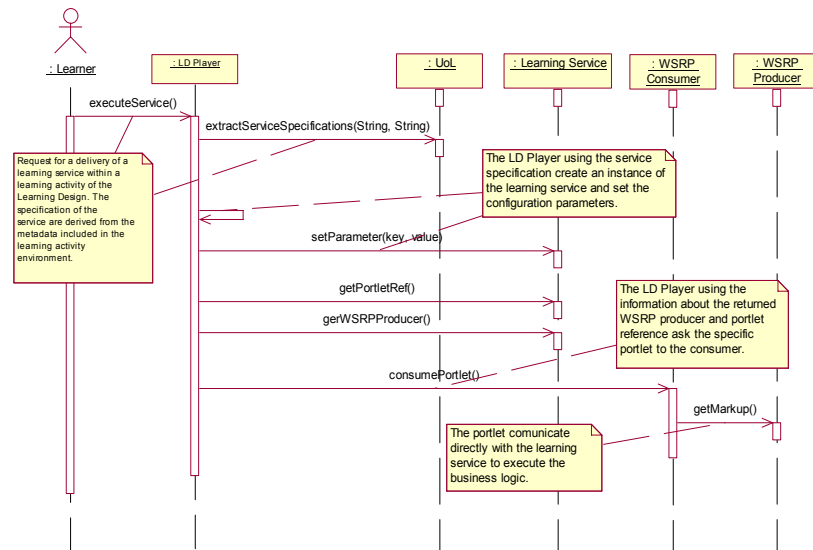 : Learner
: LD Player
: UoL
: Learning Service
: WSRP
Consumer
: WSRP
Producer
executeService()
extractServiceSpecifications(String, String)
Request for a delivery of a
learning service within a
learning activity of the
Learning Design. The
specification of the
service are derived from the
metadata included in the
learning activity
environment.
The LD Player using the service
specification create an instance of
the learning service and set the
configuration parameters.
setParameter(key, value)
getPortletRef()
gerWSRPProducer()
The LD Player using the
information about the returned
WSRP producer and portlet
reference ask the specific
portlet to the consumer.
consumePortlet()
getMarkup()
The portlet comunicate
directly with the learning
service to execute the
business logic.